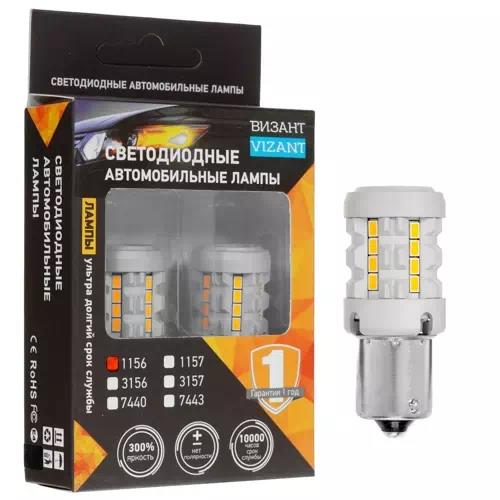 СВЕТОДИОДНЫЕ АВТОМОБИЛЬНЫЕ ЛАМПЫ
ВИЗАНТ
VIZANT
СВЕТОДИОДНЫЕ
АВТОМОБИЛЬНЫЕ ЛАМПЫ
СВЕТОДИОДНЫЕ
АВТОМОБИЛЬНЫЕ
ЛАМПЫ
CE RoHS FC
ЛАМПЫ
ультра долгий срок службы
1156 1157
3156 3157
7440 7443
1
Гарантия 1 год
300%
яркость
±
нет
полярности
10000
часов
срок
службы